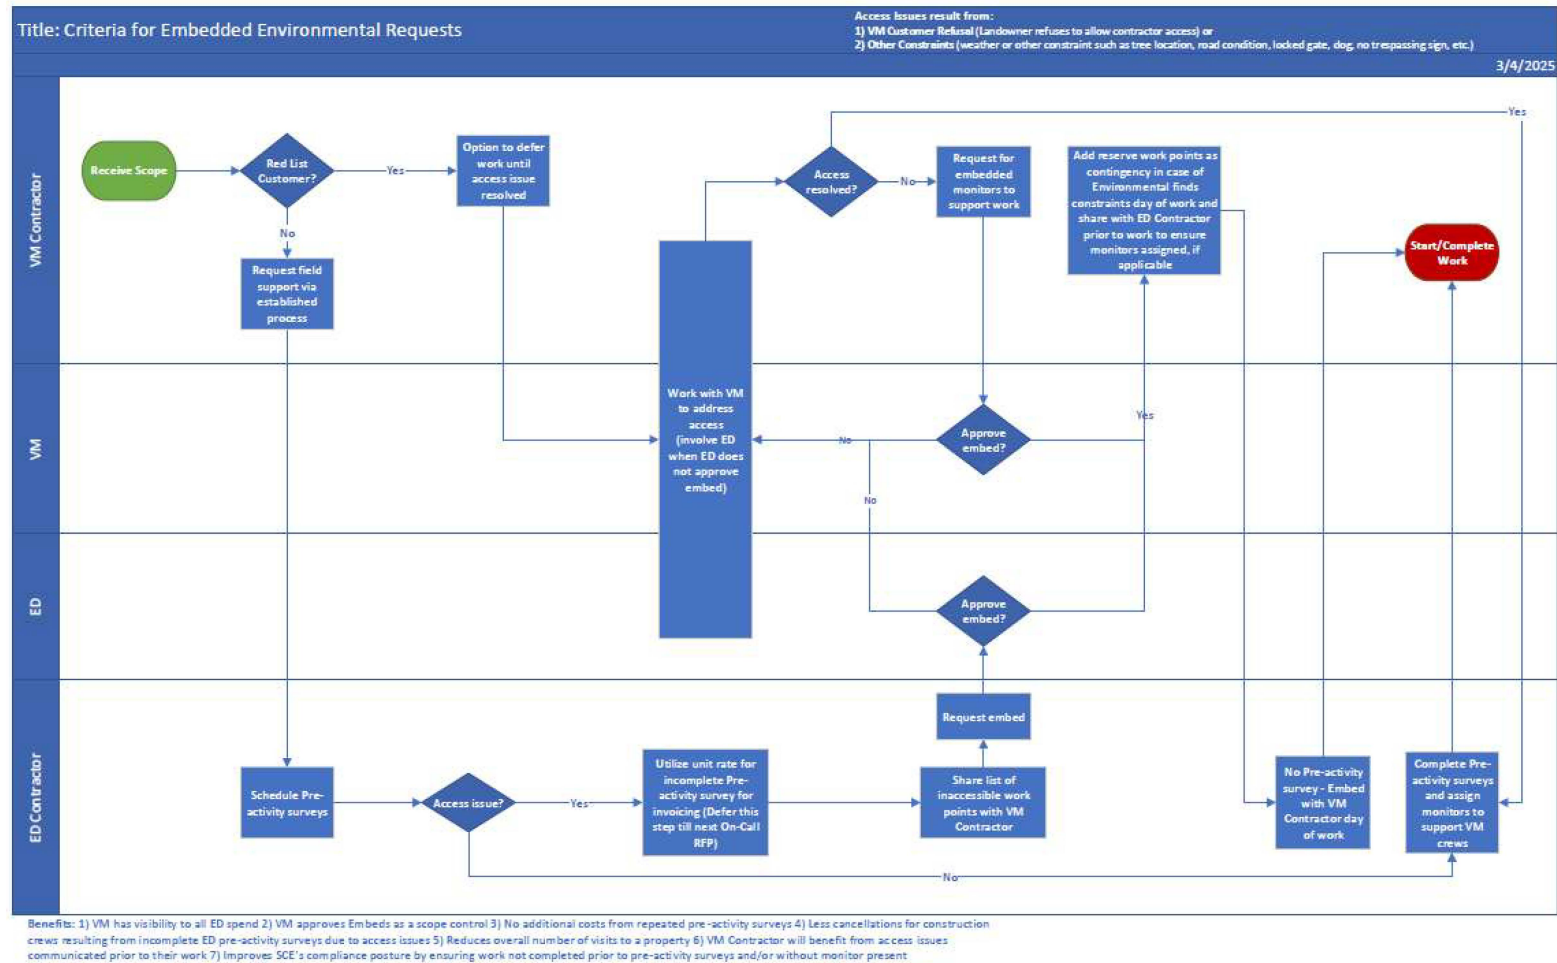 Title: Criteria for Embedded Environmental Requests
Access Issues result from:
1) VM Customer Refusal (Landowner refuses to allow contractor access) or
2) Other Constraints (weather or other constraint such as tree location, road condition, locked gate, dog, no trespassing sign, etc.)
3/4/2025
VM Contractor
Receive Scope
Red List
Customer?
Yes
No
Option to defer
work until
access issue
resolved
Request field
support via
established
process
Access
resolved?
Yes
No
Request for
embedded
monitors to
support work
Add reserve work points as
contingency in case of
Environmental finds
constraints day of work and
share with ED Contractor
prior to work to ensure
monitors assigned, if
applicable
Start/Complete
Work
VM
Work with VM
to address
access
(involve ED
when ED does
not approve
embed)
No
Approve
embed?
Yes
No
ED
Approve
embed?
ED Contractor
Schedule Pre-
activity surveys
Access issue?
Yes
Utilize unit rate for
incomplete Pre-
activity survey for
invoicing (Defer this
step till next On-Call
RFP)
Request embed
Share list of
inaccessible work
points with VM
Contractor
No Pre-activity
survey - Embed
with VM
Contractor day
of work
Complete Pre-
activity surveys
and assign
monitors to
support VM
crews
No
Benefits: 1) VM has visibility to all ED spend 2) VM approves Embeds as a scope control 3) No additional costs from repeated pre-activity surveys 4) Less cancellations for construction
crews resulting from incomplete ED pre-activity surveys due to access issues 5) Reduces overall number of visits to a property 6) VM Contractor will benefit from access issues
communicated prior to their work 7) Improves SCE's compliance posture by ensuring work not completed prior to pre-activity surveys and/or without monitor present